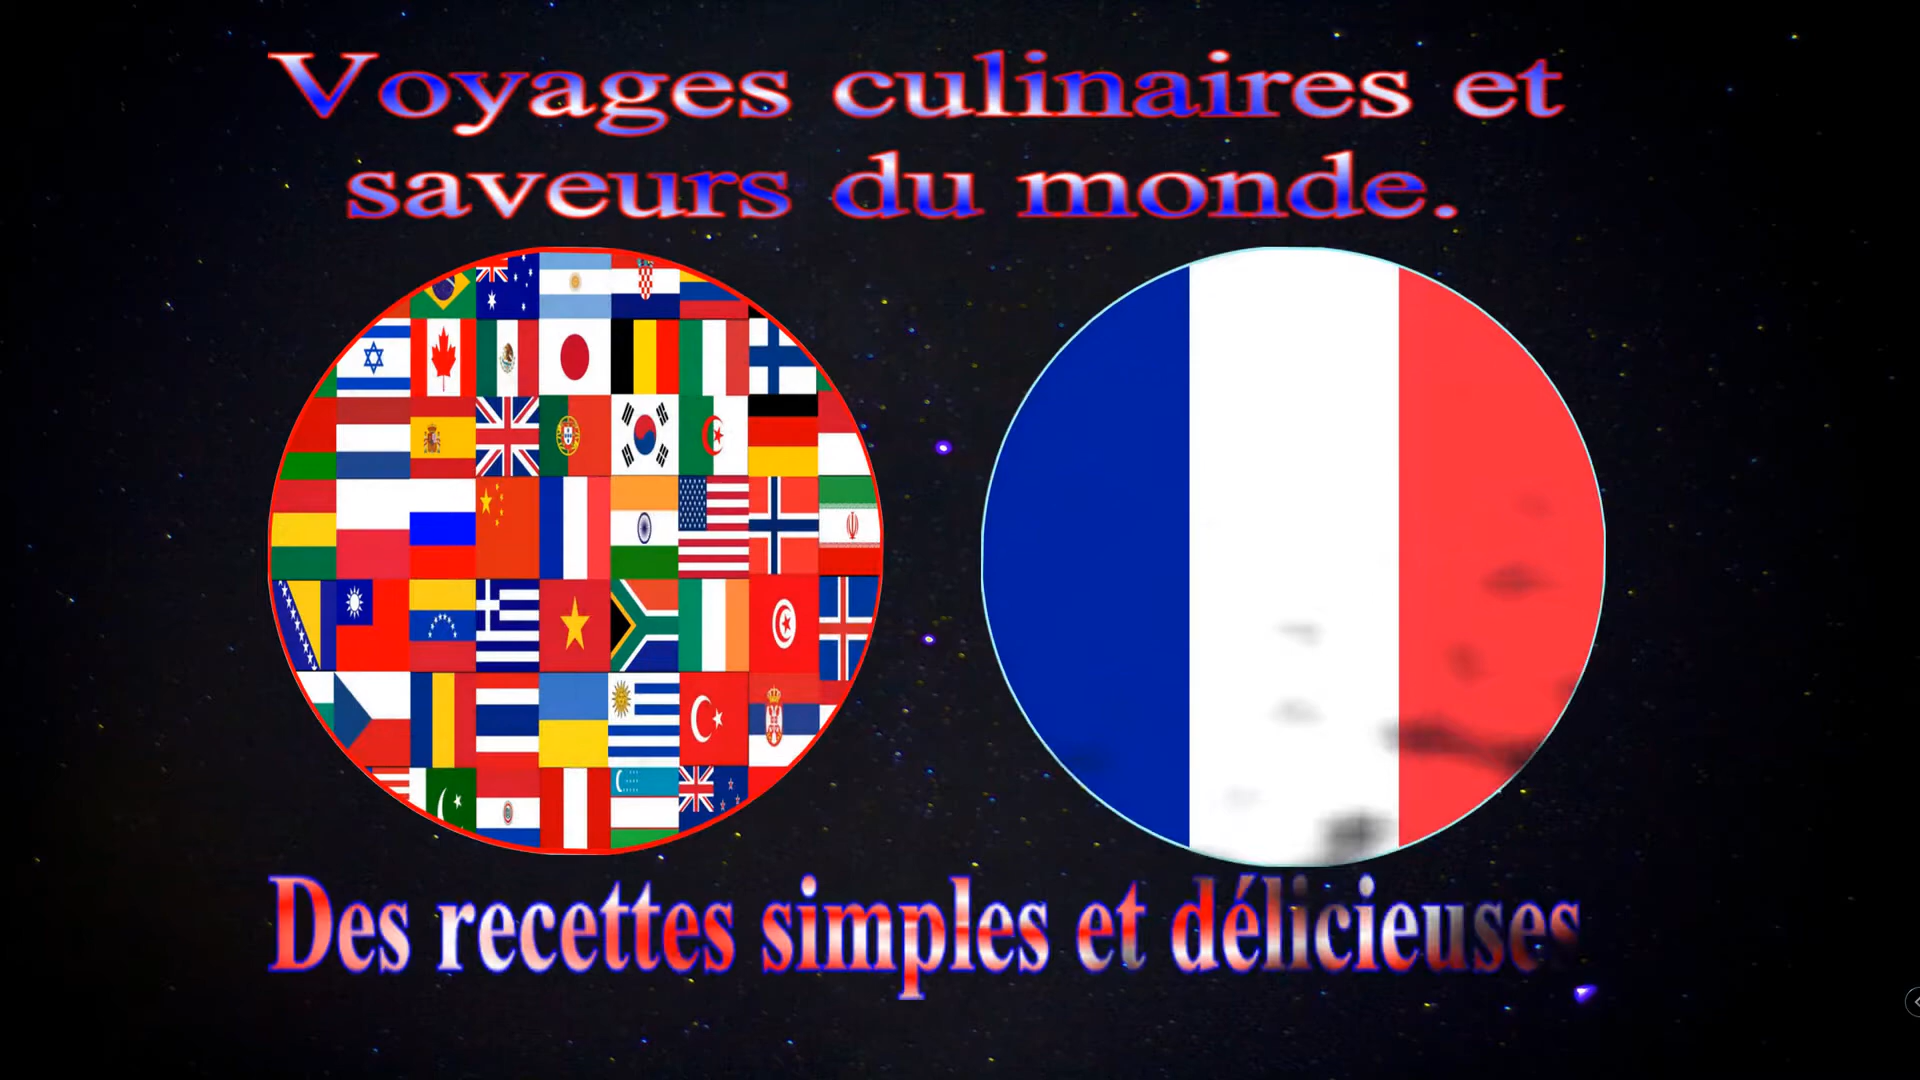 Voyages culinaires et
saveurs du monde.
Des recettes simples et délicieuses